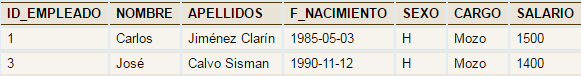 ID_EMPLEADO NOMBRE APELLIDOS F_NACIMIENTO SEXO CARGO SALARIO
1 Carlos Jiménez Clarín 1985-05-03 H Mozo 1500
3 José Calvo Sisman 1990-11-12 H Mozo 1400